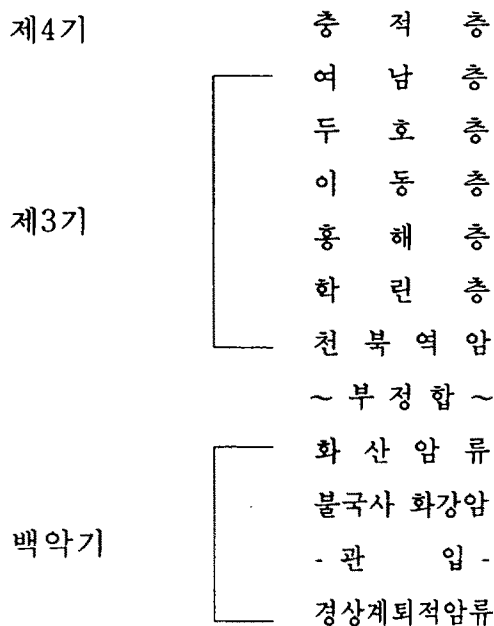 제4기 충 적 층
여 남 층
두 호 층
이 동 층
제3기
홍 해 층
학 린 층
천 북 역 암
~ 부 정 합 ~
화 산 암 류
불국사 화강암
백악기
- 관 입 -
경상계퇴적암류